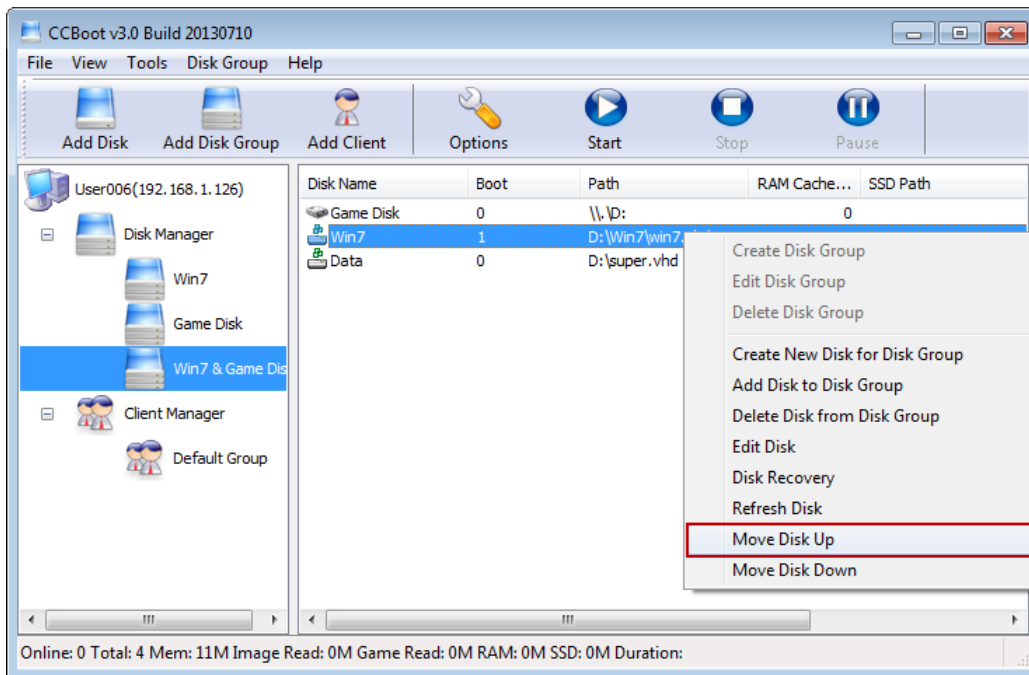 CCBoot v3.0 Build 20130710
File View Tools Disk Group Help
Add Disk Add Disk Group Add Client Options Start Stop Pause
User006(192.168.1.126)
Disk Manager
Win7
Game Disk
Win7 & Game Dis
Client Manager
Default Group
Disk Name Boot Path RAM Cache... SSD Path
Game Disk 0 \\.\D: 0
Win7 1 D:\Win7\win7.
Data 0 D:\super.vhd
Create Disk Group
Edit Disk Group
Delete Disk Group
Create New Disk for Disk Group
Add Disk to Disk Group
Delete Disk from Disk Group
Edit Disk
Disk Recovery
Refresh Disk
Move Disk Up
Move Disk Down
Online: 0 Total: 4 Mem: 11M Image Read: 0M Game Read: 0M RAM: 0M SSD: 0M Duration: